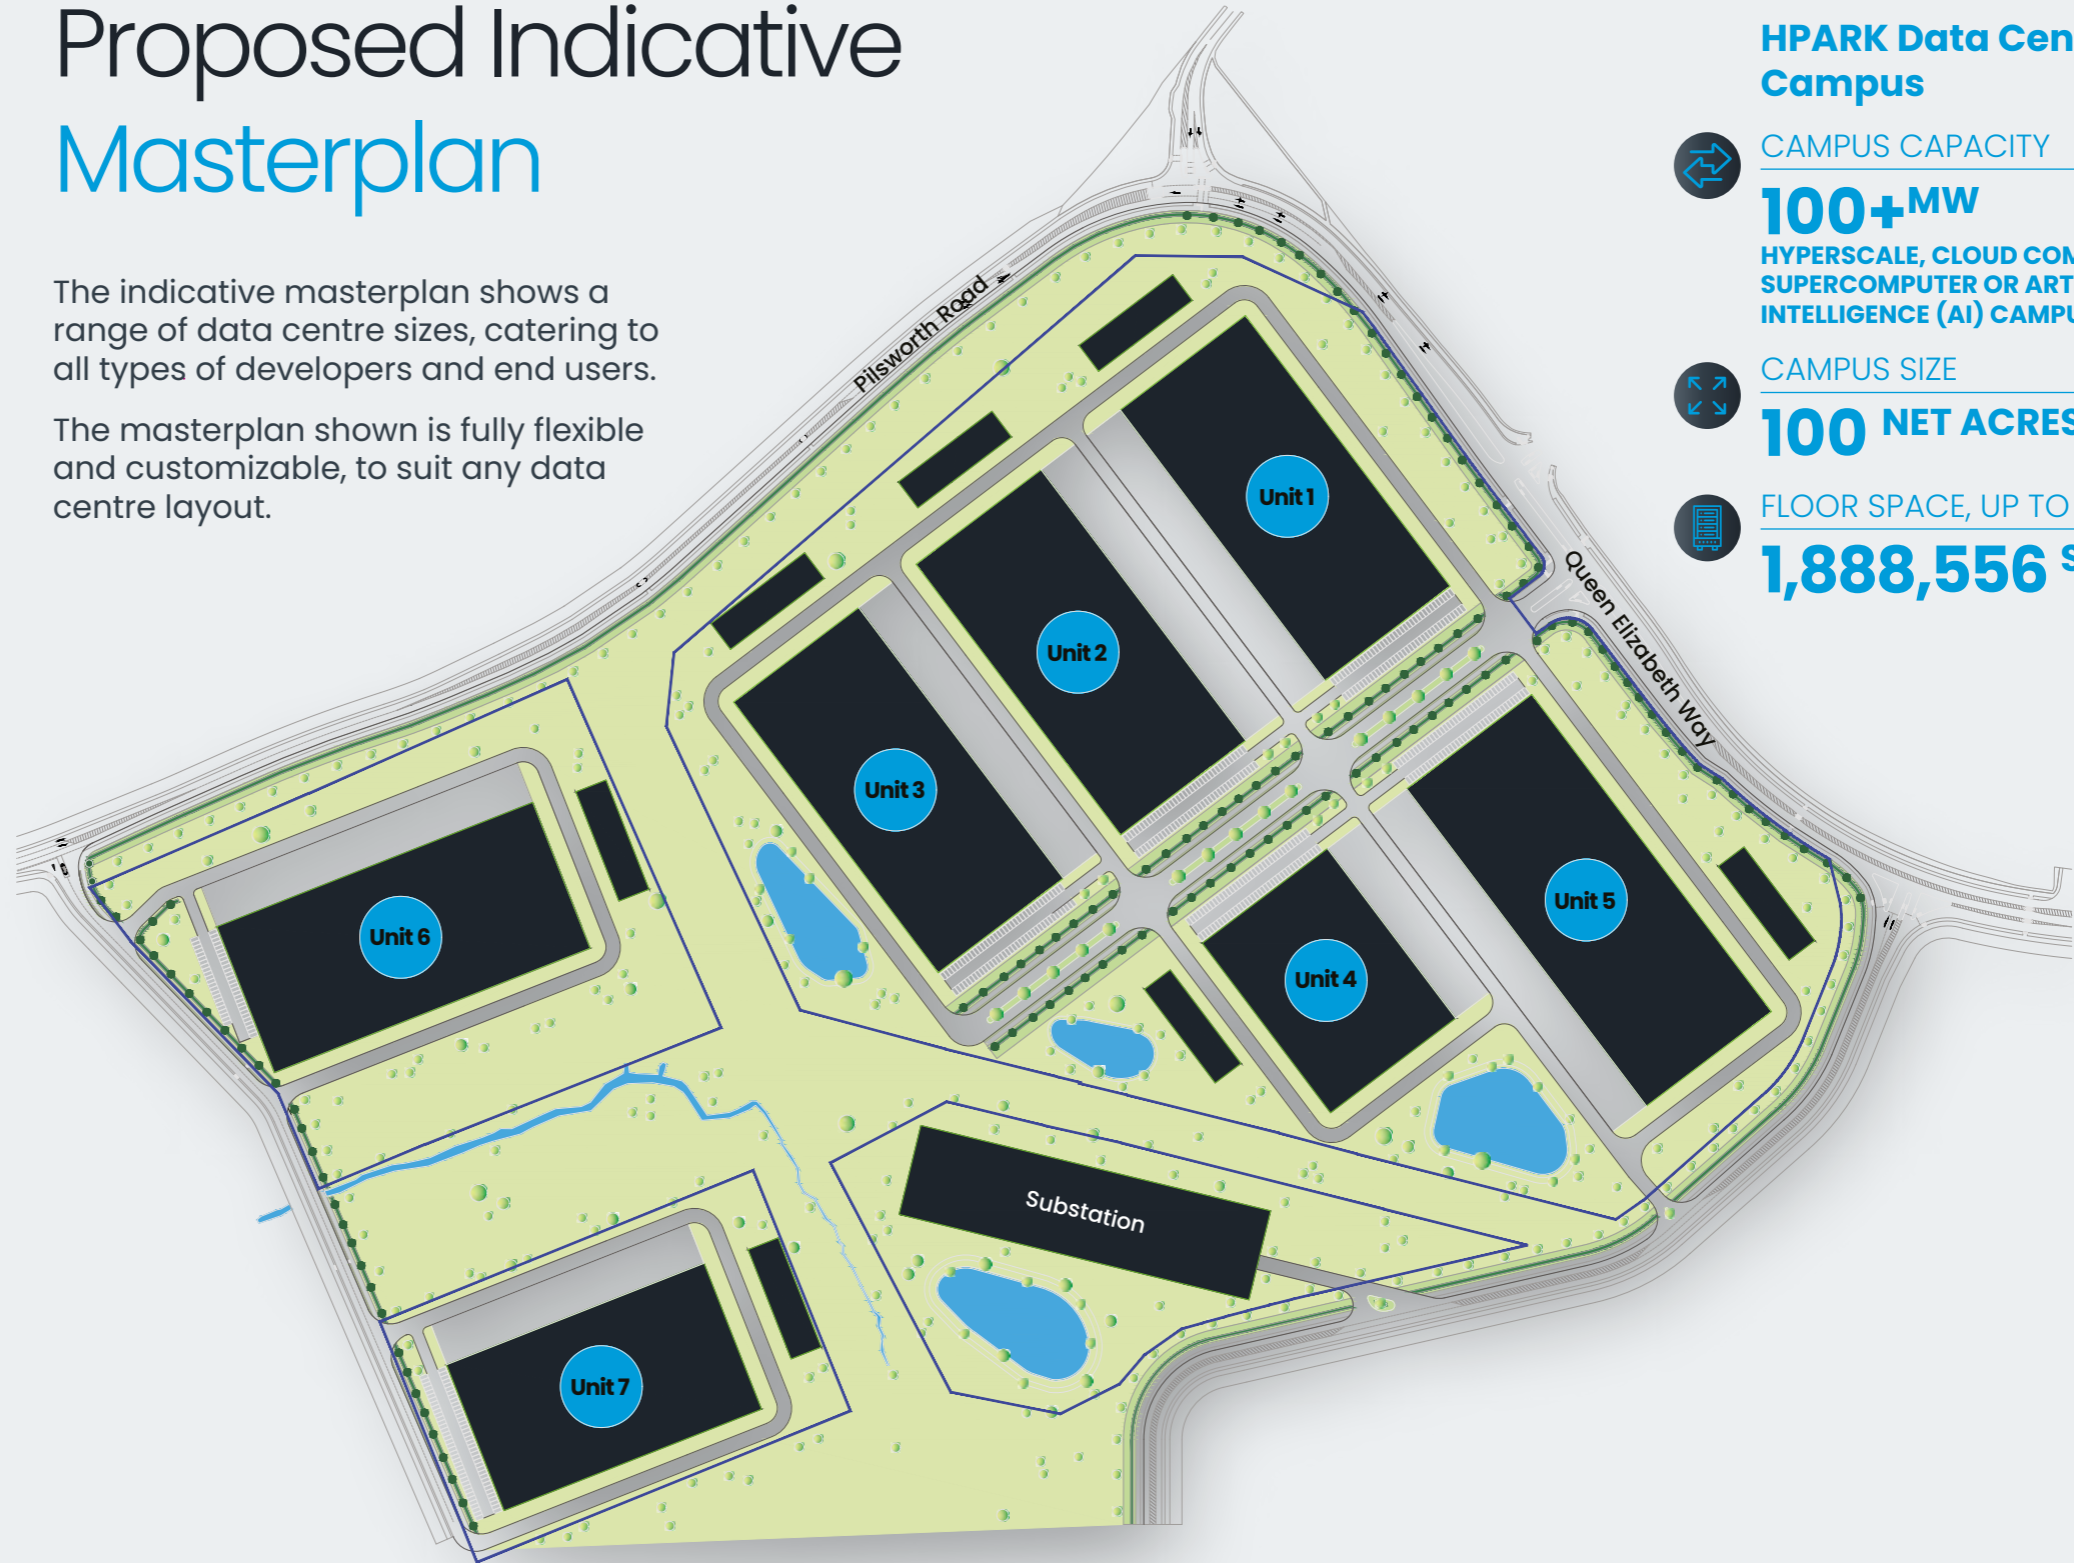 Proposed Indicative
Masterplan
The indicative masterplan shows a
range of data centre sizes, catering to
all types of developers and end users.
The masterplan shown is fully flexible
and customizable, to suit any data
centre layout.
HPARK Data Cen
Campus
CAMPUS CAPACITY
100+MW
HYPERSCALE, CLOUD COM
SUPERCOMPUTER OR ART
INTELLIGENCE (AI) CAMPU
CAMPUS SIZE
100 NET ACRES
FLOOR SPACE, UP TO
1,888,556 S
Pilsworth Road
Queen Elizabeth Way
Unit 1
Unit 2
Unit 3
Unit 4
Unit 5
Unit 6
Unit 7
Substation